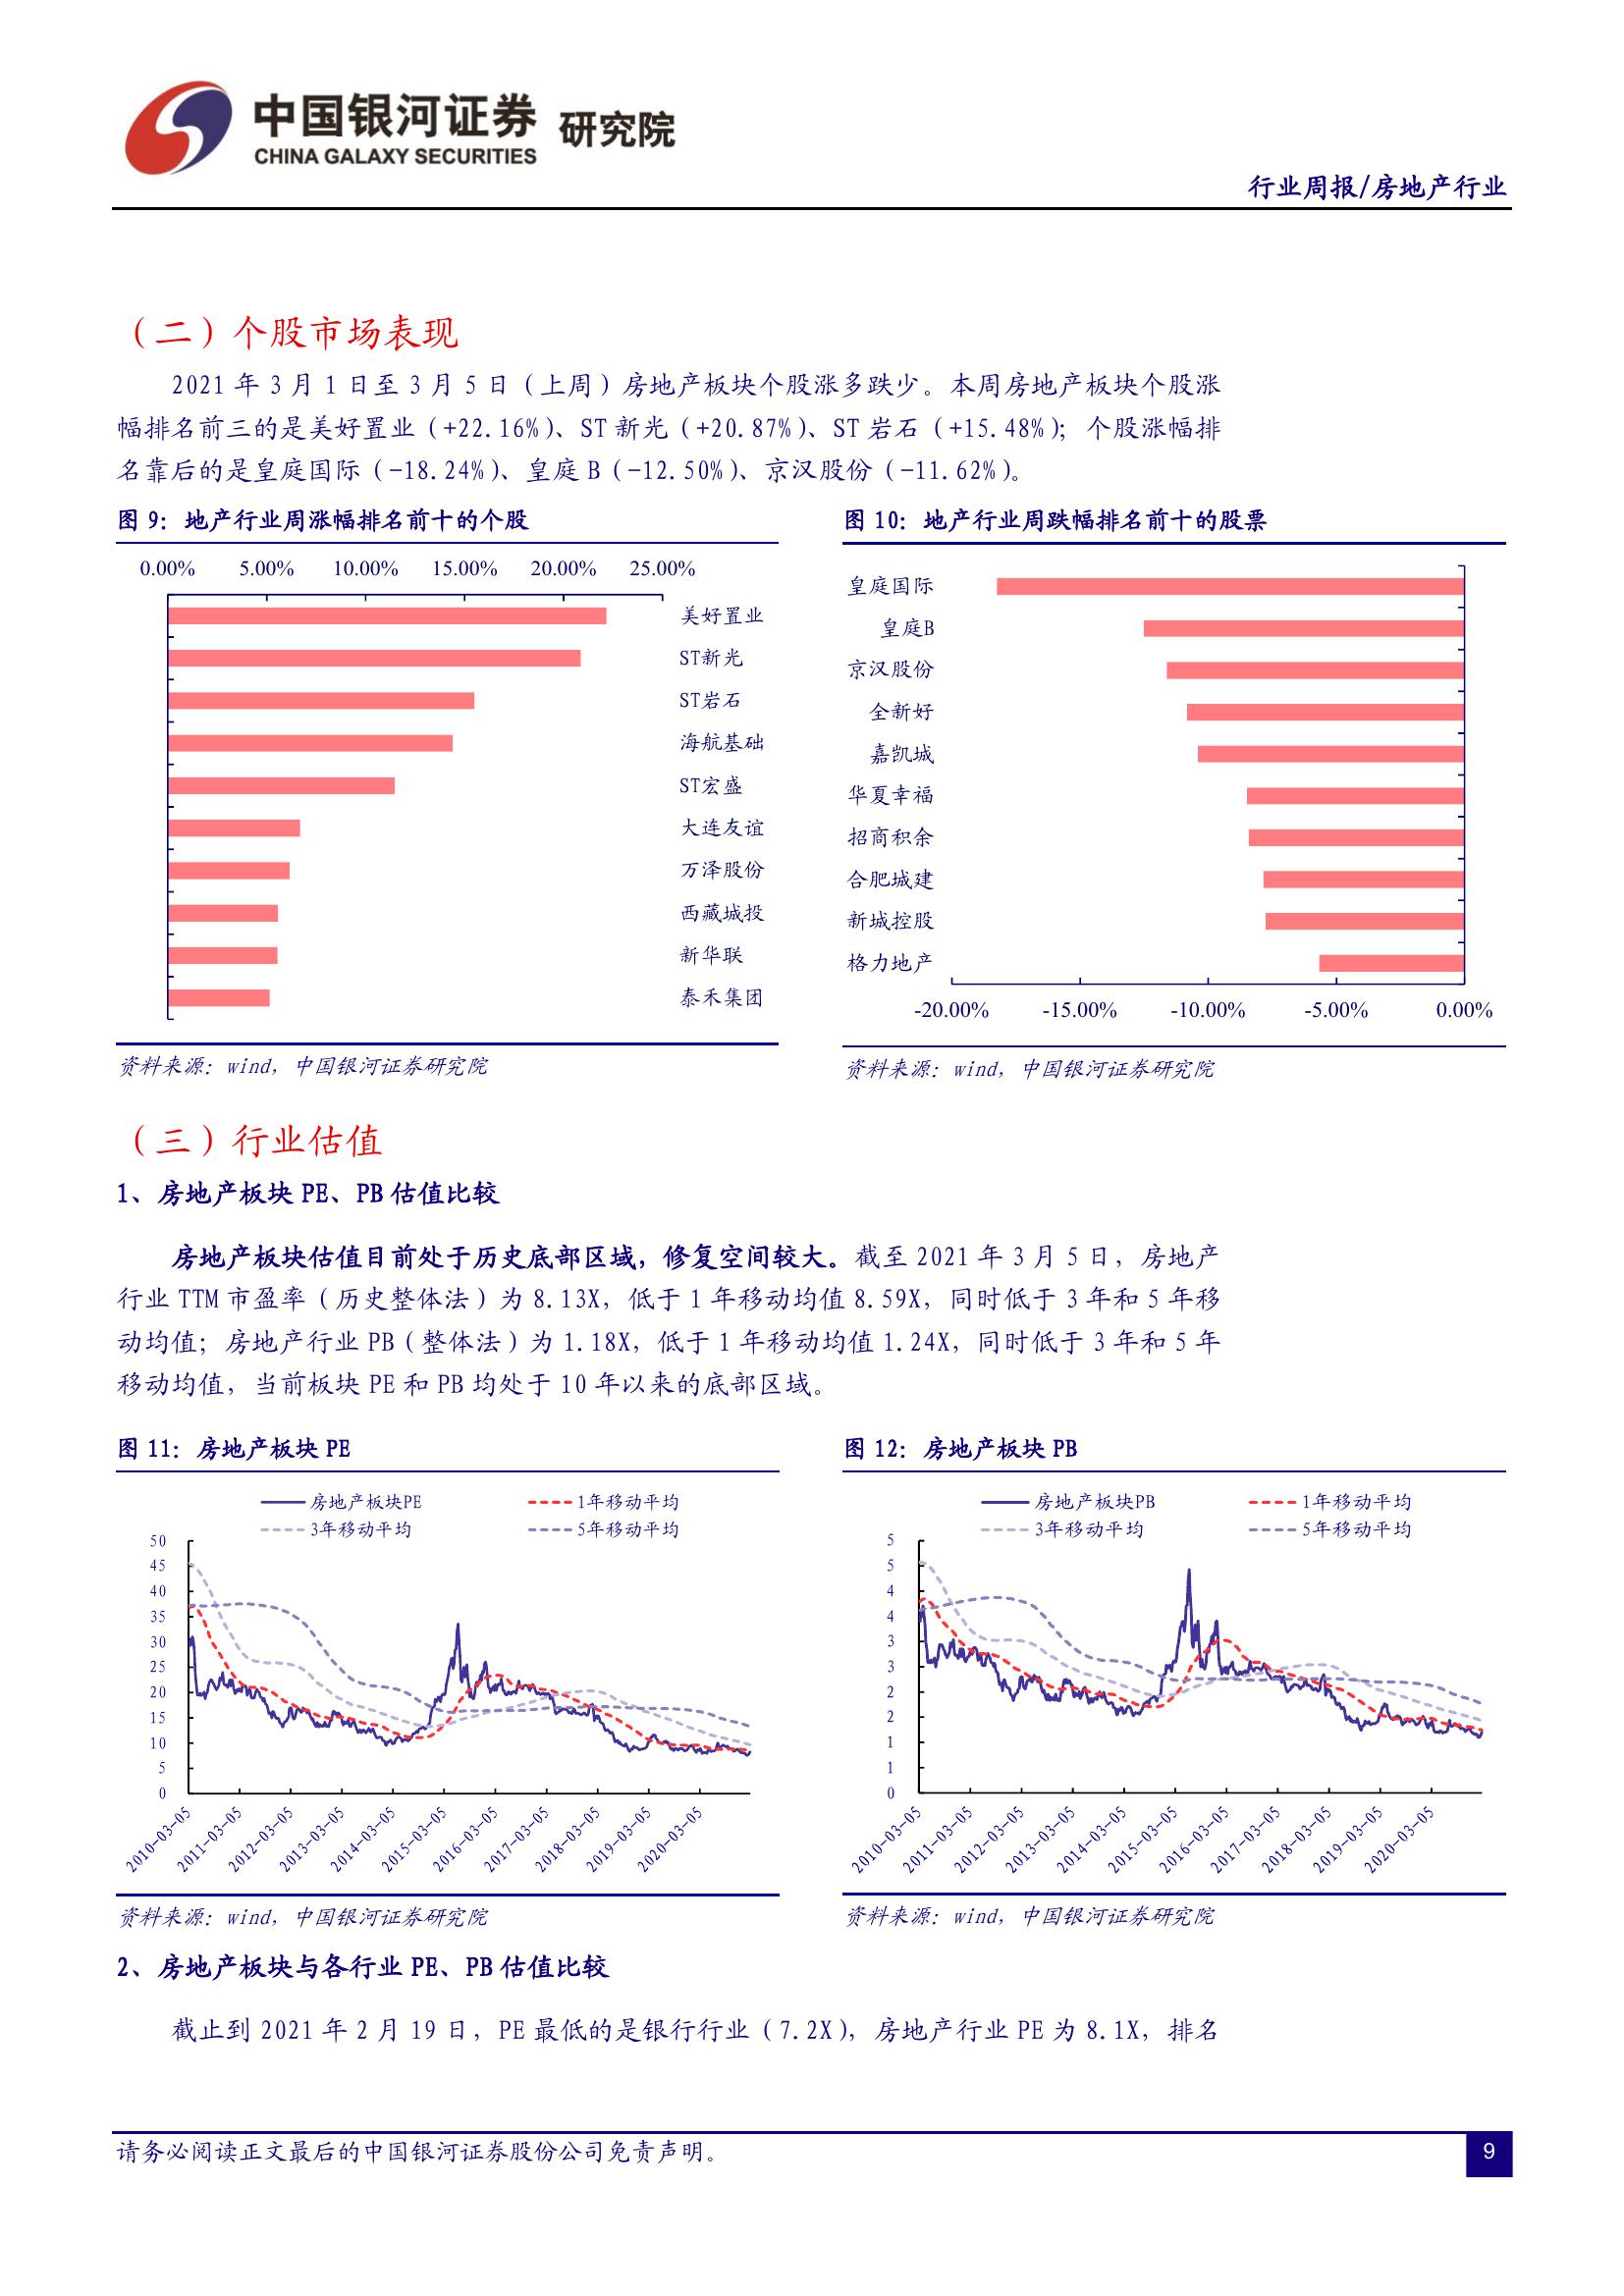 中国银河证券 研究院
CHINA GALAXY SECURITIES
行业周报/房地产行业
（二）个股市场表现
2021 年 3 月 1 日至 3 月 5 日（上周）房地产板块个股涨多跌少。本周房地产板块个股涨
幅排名前三的是美好置业（+22.16%）、ST 新光（+20.87%）、ST 岩石（+15.48%）；个股涨幅排
名靠后的是皇庭国际（-18.24%）、皇庭 B（-12.50%）、京汉股份（-11.62%）。
图 9：地产行业周涨幅排名前十的个股
0.00% 5.00% 10.00% 15.00% 20.00% 25.00%
美好置业
ST新光
ST岩石
海航基础
ST宏盛
大连友谊
万泽股份
西藏城投
新华联
泰禾集团
资料来源：wind，中国银河证券研究院
图 10：地产行业周跌幅排名前十的股票
皇庭国际
皇庭B
京汉股份
全新好
嘉凯城
华夏幸福
招商积余
合肥城建
新城控股
格力地产
-20.00% -15.00% -10.00% -5.00% 0.00%
资料来源：wind，中国银河证券研究院
（三）行业估值
1、房地产板块 PE、PB 估值比较
房地产板块估值目前处于历史底部区域，修复空间较大。截至 2021 年 3 月 5 日，房地产
行业 TTM 市盈率（历史整体法）为 8.13X，低于 1 年移动均值 8.59X，同时低于 3 年和 5 年移
动均值；房地产行业 PB（整体法）为 1.18X，低于 1 年移动均值 1.24X，同时低于 3 年和 5 年
移动均值，当前板块 PE 和 PB 均处于 10 年以来的底部区域。
图 11：房地产板块 PE
房地产板块PE 1年移动平均
3年移动平均 5年移动平均
50
45
40
35
30
25
20
15
10
5
0
2010-03-05 2011-03-05 2012-03-05 2013-03-05 2014-03-05 2015-03-05 2016-03-05 2017-03-05 2018-03-05 2019-03-05 2020-03-05
资料来源：wind，中国银河证券研究院
图 12：房地产板块 PB
房地产板块PB 1年移动平均
3年移动平均 5年移动平均
5
5
4
4
3
3
2
2
1
1
0
2010-03-05 2011-03-05 2012-03-05 2013-03-05 2014-03-05 2015-03-05 2016-03-05 2017-03-05 2018-03-05 2019-03-05 2020-03-05
资料来源：wind，中国银河证券研究院
2、房地产板块与各行业 PE、PB 估值比较
截止到 2021 年 2 月 19 日，PE 最低的是银行行业（7.2X），房地产行业 PE 为 8.1X，排名
请务必阅读正文最后的中国银河证券股份公司免责声明。
9